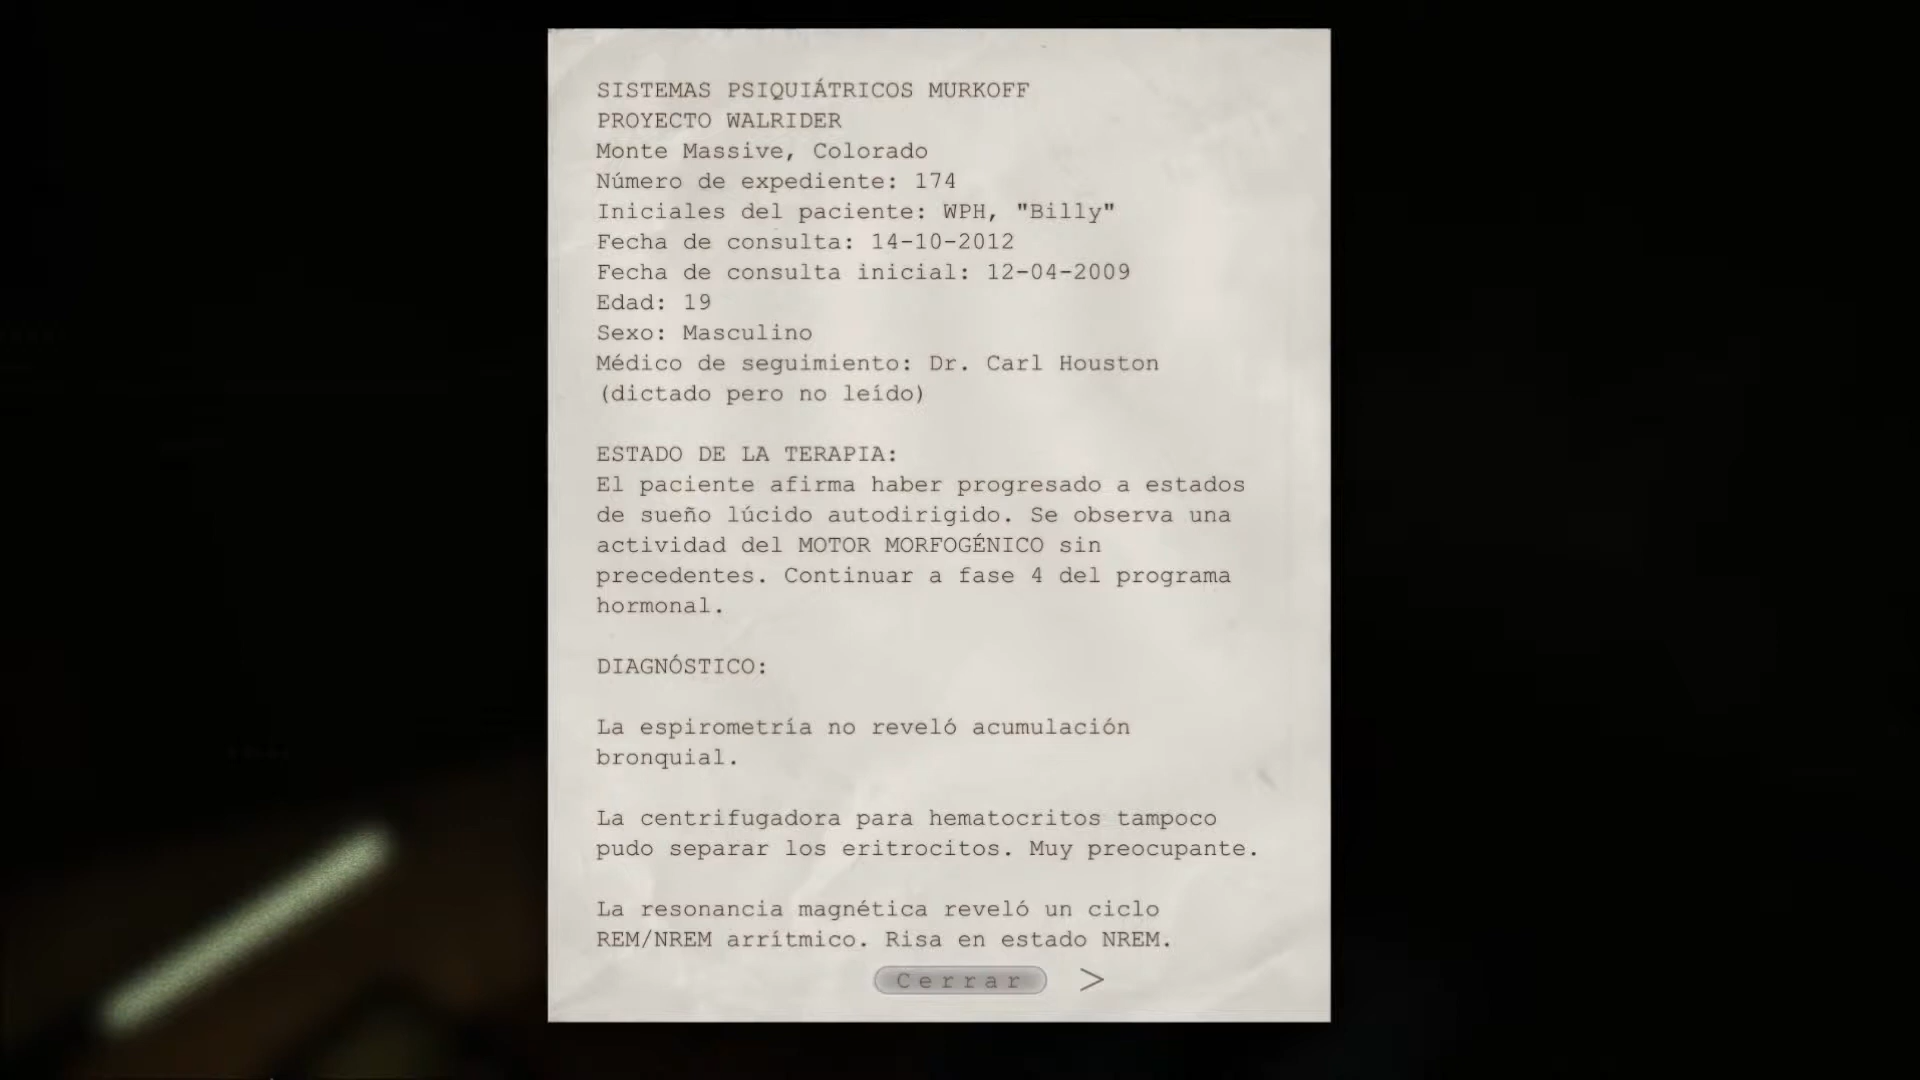 SISTEMAS PSIQUIÁTRICOS MURKOFF
PROYECTO WALRIDER
Monte Massive, Colorado
Número de expediente: 174
Iniciales del paciente: WPH, "Billy"
Fecha de consulta: 14-10-2012
Fecha de consulta inicial: 12-04-2009
Edad: 19
Sexo: Masculino
Médico de seguimiento: Dr. Carl Houston
(dictado pero no leído)
ESTADO DE LA TERAPIA:
El paciente afirma haber progresado a estados
de sueño lúcido autodirigido. Se observa una
actividad del MOTOR MORFOGÉNICO sin
precedentes. Continuar a fase 4 del programa
hormonal.
DIAGNÓSTICO:
La espirometría no reveló acumulación
bronquial.
La centrifugadora para hematocritos tampoco
pudo separar los eritrocitos. Muy preocupante.
La resonancia magnética reveló un ciclo
REM/NREM arrítmico. Risa en estado NREM.
Cerrar >